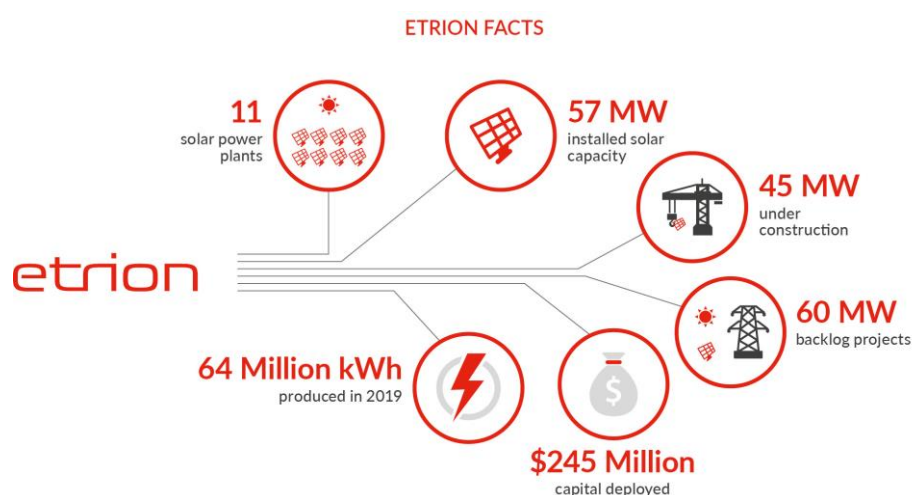 ETRION FACTS
11
solar power
plants
57 MW
installed solar
capacity
45 MW
under
construction
etrion
60 MW
backlog projects
64 Million kWh
produced in 2019
$
$245 Million
capital deployed